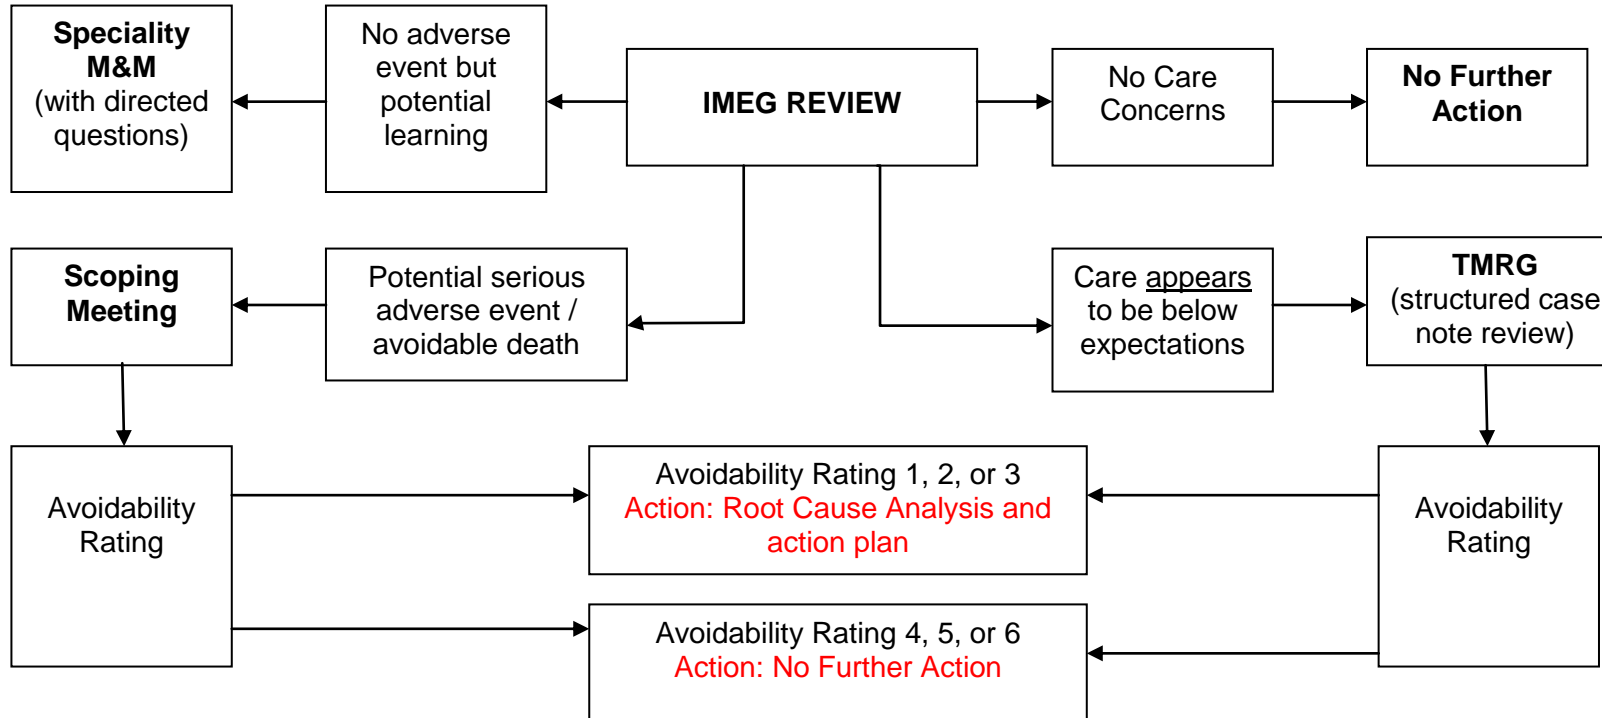 Speciality
M&M
(with directed
questions)
No adverse
event but
potential
learning
IMEG REVIEW
No Care
Concerns
No Further
Action
Scoping
Meeting
Potential serious
adverse event /
avoidable death
Care appears
to be below
expectations
TMRG
(structured case
note review)
Avoidability
Rating
Avoidability Rating 1, 2, or 3
Action: Root Cause Analysis and
action plan
Avoidability
Rating
Avoidability Rating 4, 5, or 6
Action: No Further Action